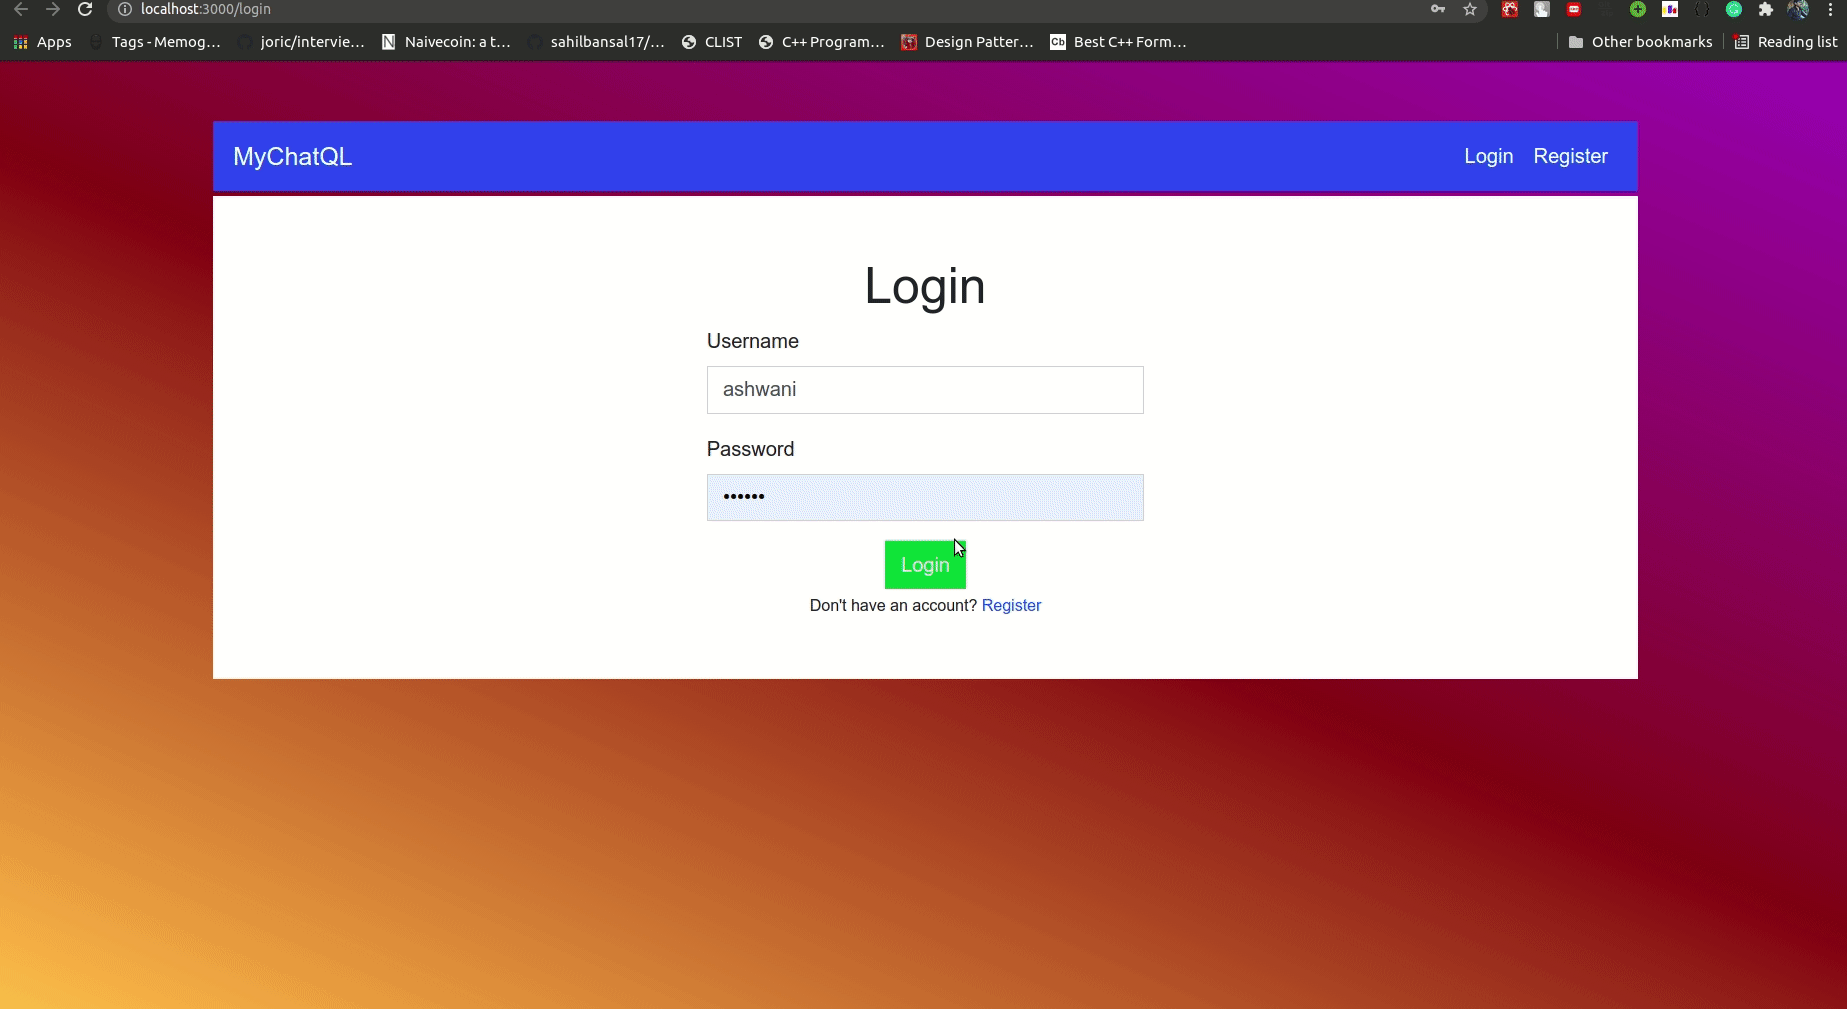 localhost:3000/login
Apps Tags - Memog... joric/intervie... N Naivecoin: a t... sahilbansal17/... CLIST C++ Program... Design Patter... Cb Best C++ Form... Other bookmarks Reading list
MyChatQL Login Register
Login
Username
ashwani
Password
••••••
Login
Don't have an account? Register